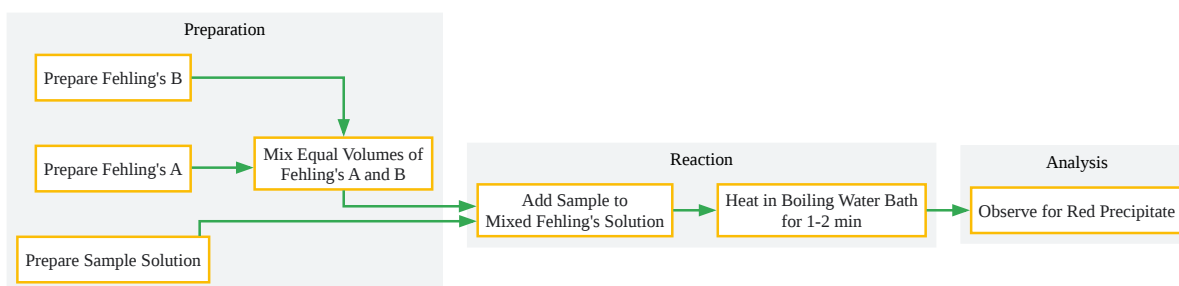 Preparation
Prepare Fehling's B
Prepare Fehling's A
Mix Equal Volumes of
Fehling's A and B
Prepare Sample Solution
Reaction
Add Sample to
Mixed Fehling's Solution
Heat in Boiling Water Bath
for 1-2 min
Analysis
Observe for Red Precipitate